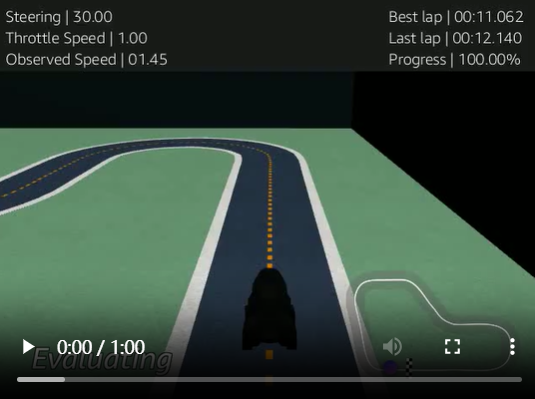 Steering | 30.00
Throttle Speed | 1.00
Observed Speed | 01.45
Best lap | 00:11.062
Last lap | 00:12.140
Progress | 100.00%
0:00 / 1:00
Evaluating